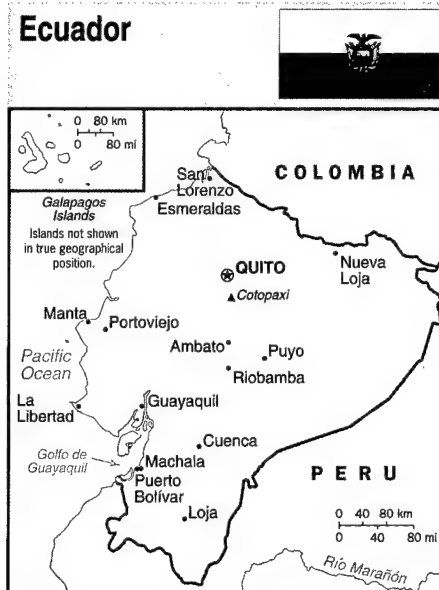 Ecuador
0 80 km
0 80 mi
Galapagos
Islands
Islands not shown
in true geographical
position.
San
Lorenzo
Esmeraldas
COLOMBIA
QUITO
Cotopaxi
Nueva
Loja
Manta
Portoviejo
Pacific
Ocean
Ambato
Puyo
Riobamba
La
Libertad
Guayaquil
Golfo de
Guayaquil
Cuenca
Machala
Puerto
Bolívar
Loja
PERU
0 40 80 km
0 40 80 mi
Río Marañón